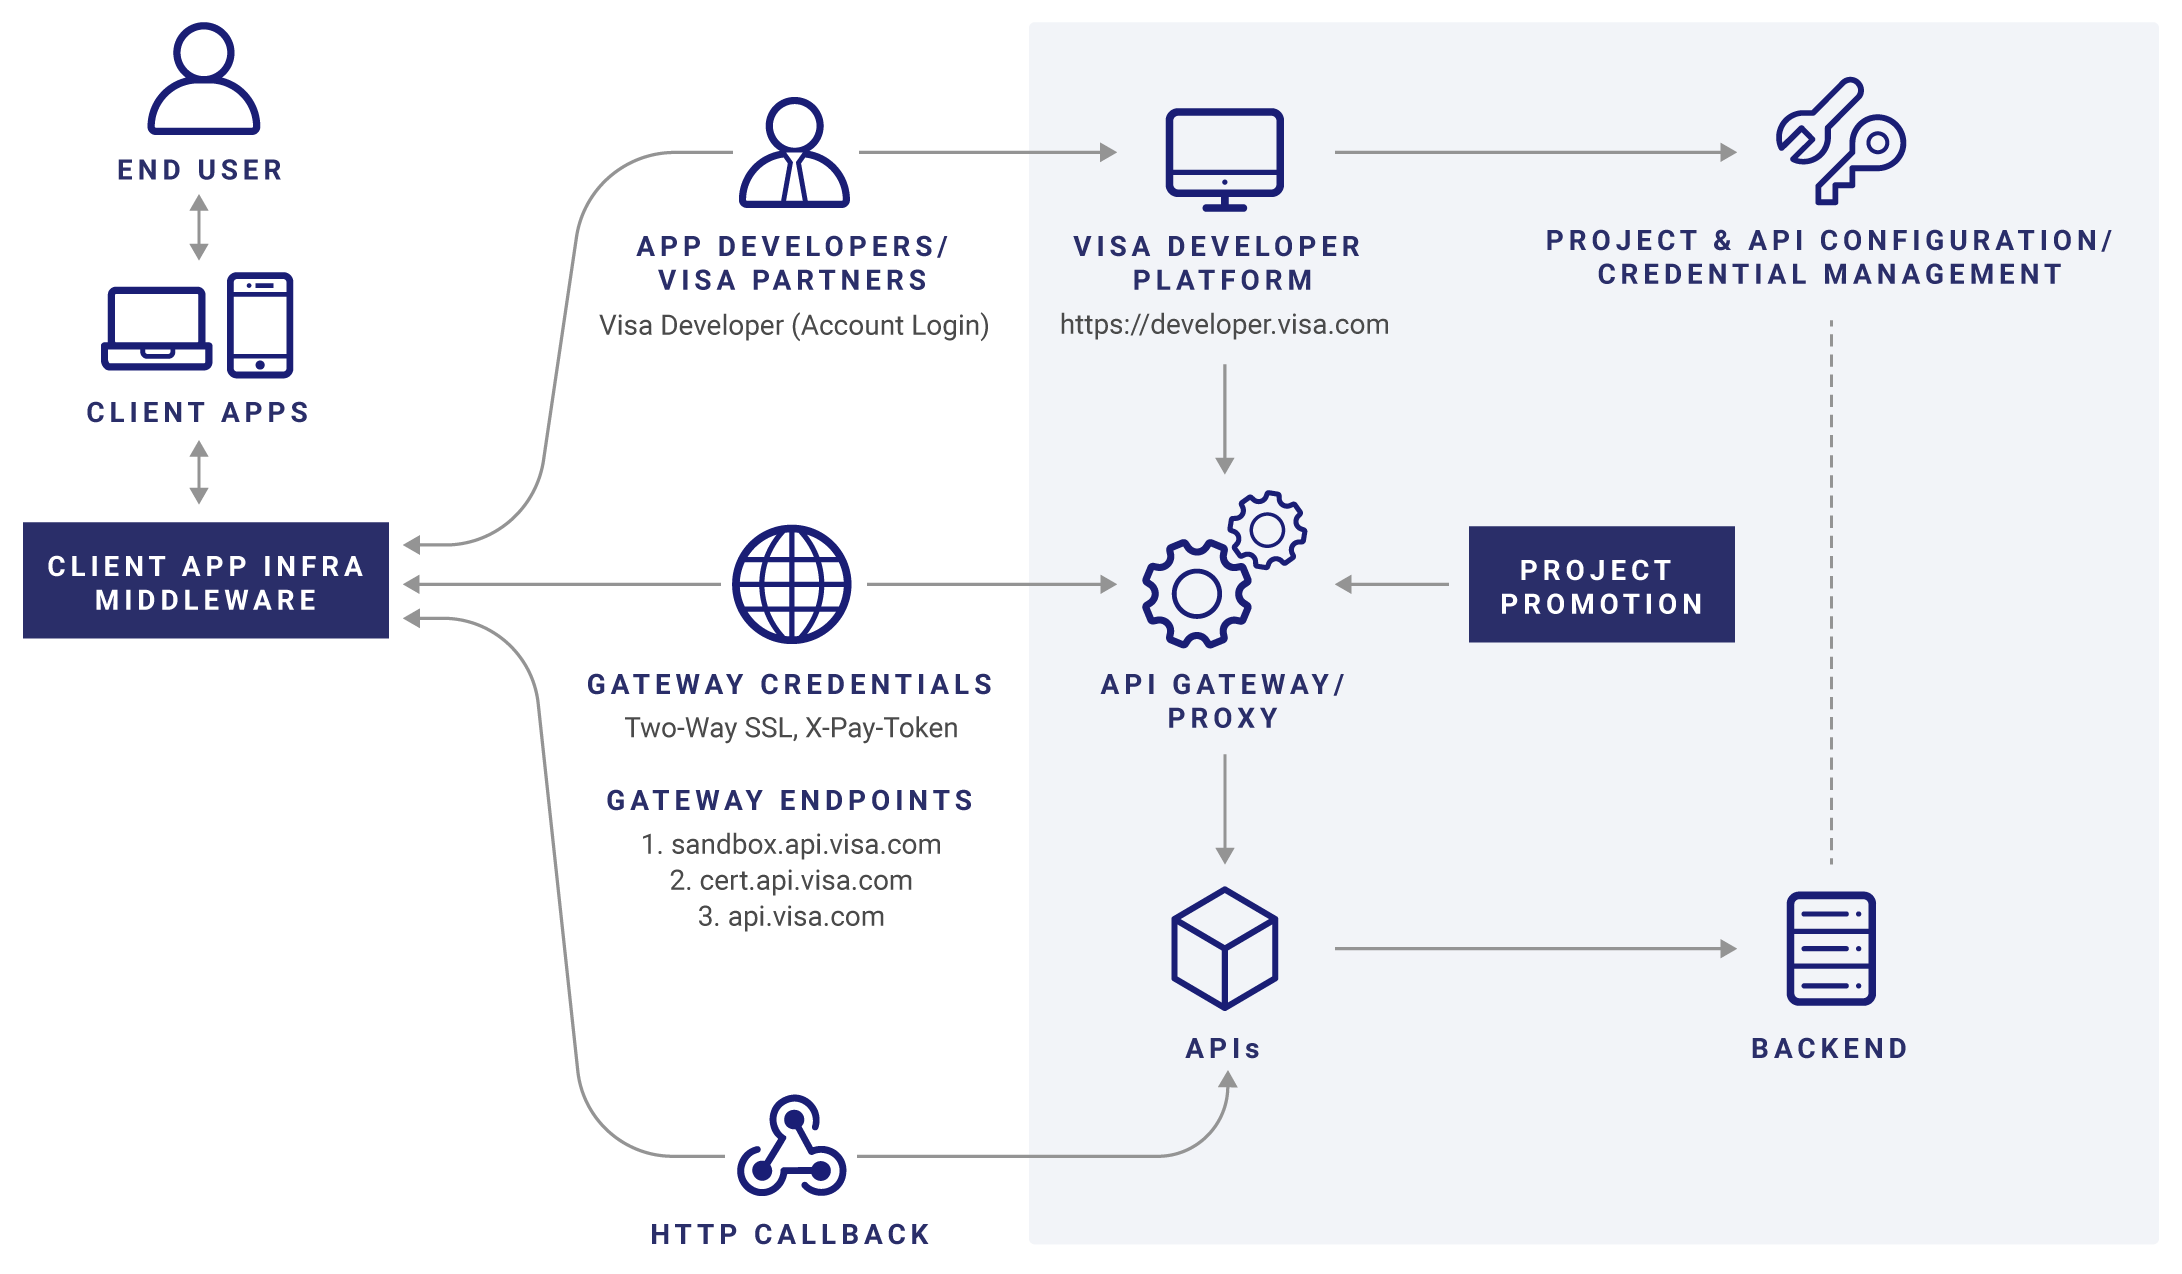 END USER
CLIENT APPS
CLIENT APP INFRA
MIDDLEWARE
APP DEVELOPERS/
VISA PARTNERS
Visa Developer (Account Login)
GATEWAY CREDENTIALS
Two-Way SSL, X-Pay-Token
GATEWAY ENDPOINTS
1. sandbox.api.visa.com
2. cert.api.visa.com
3. api.visa.com
HTTP CALLBACK
VISA DEVELOPER
PLATFORM
https://developer.visa.com
API GATEWAY/
PROXY
APIs
PROJECT & API CONFIGURATION/
CREDENTIAL MANAGEMENT
PROJECT
PROMOTION
BACKEND